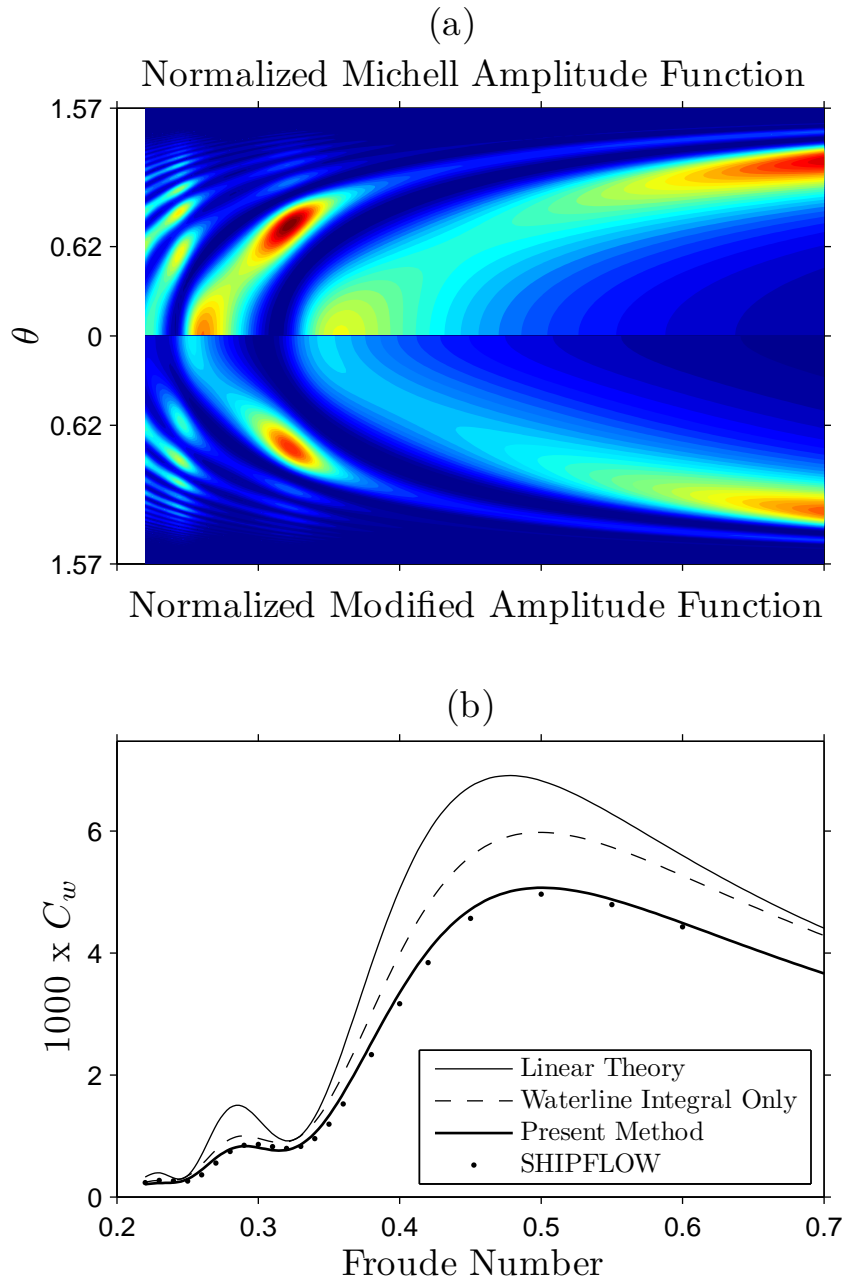 (a)
Normalized Michell Amplitude Function
1.57
0.62
0
0.62
1.57
θ
Normalized Modified Amplitude Function
(b)
6
4
2
0
1000 x C_w
Linear Theory
Waterline Integral Only
Present Method
SHIPFLOW
0.2 0.3 0.4 0.5 0.6 0.7
Froude Number